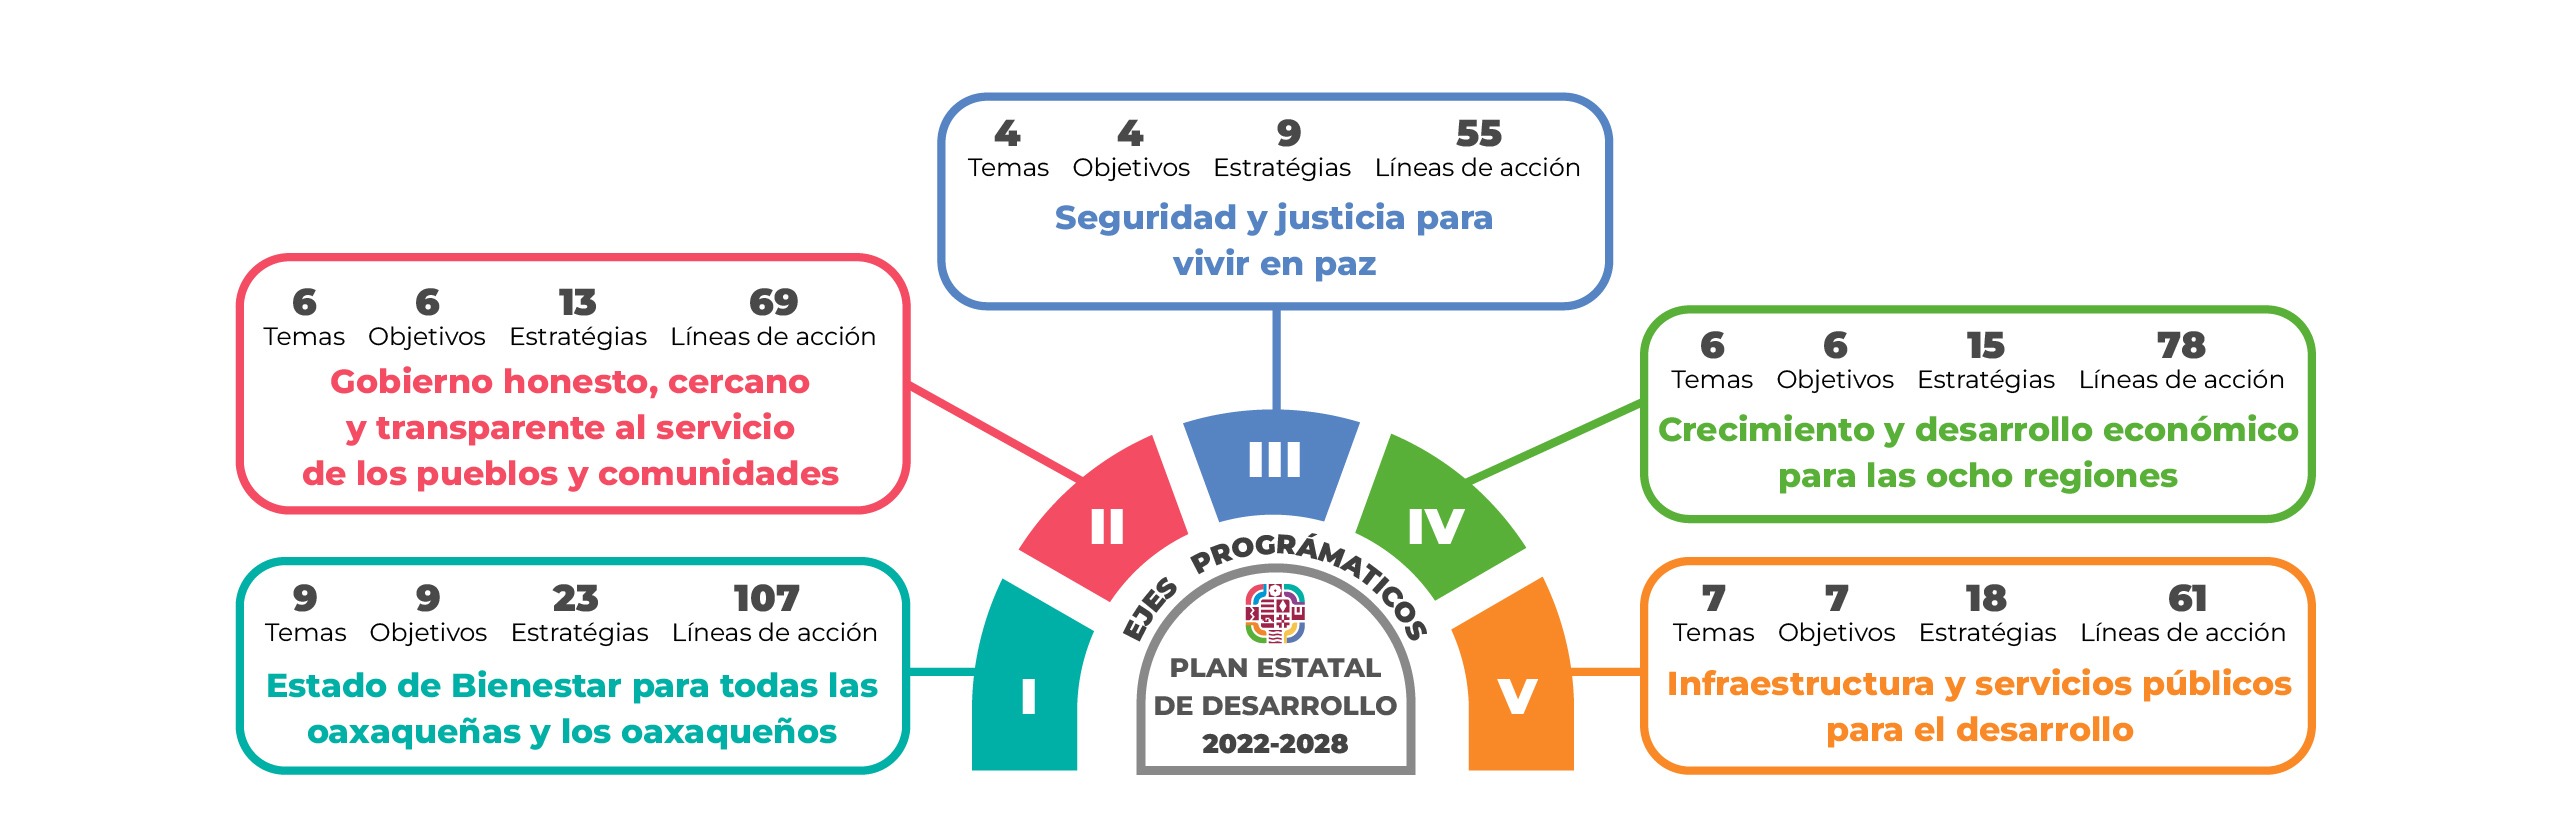 4 4 9 55
Temas Objetivos Estratégias Líneas de acción
Seguridad y justicia para
vivir en paz
6 6 13 69
Temas Objetivos Estratégias Líneas de acción
Gobierno honesto, cercano
y transparente al servicio
de los pueblos y comunidades
6 6 15 78
Temas Objetivos Estratégias Líneas de acción
Crecimiento y desarrollo económico
para las ocho regiones
9 9 23 107
Temas Objetivos Estratégias Líneas de acción
Estado de Bienestar para todas las
oaxaqueñas y los oaxaqueños
7 7 18 61
Temas Objetivos Estratégias Líneas de acción
Infraestructura y servicios públicos
para el desarrollo
I
II
III
IV
V
EJES PROGRÁMATICOS
PLAN ESTATAL
DE DESARROLLO
2022-2028